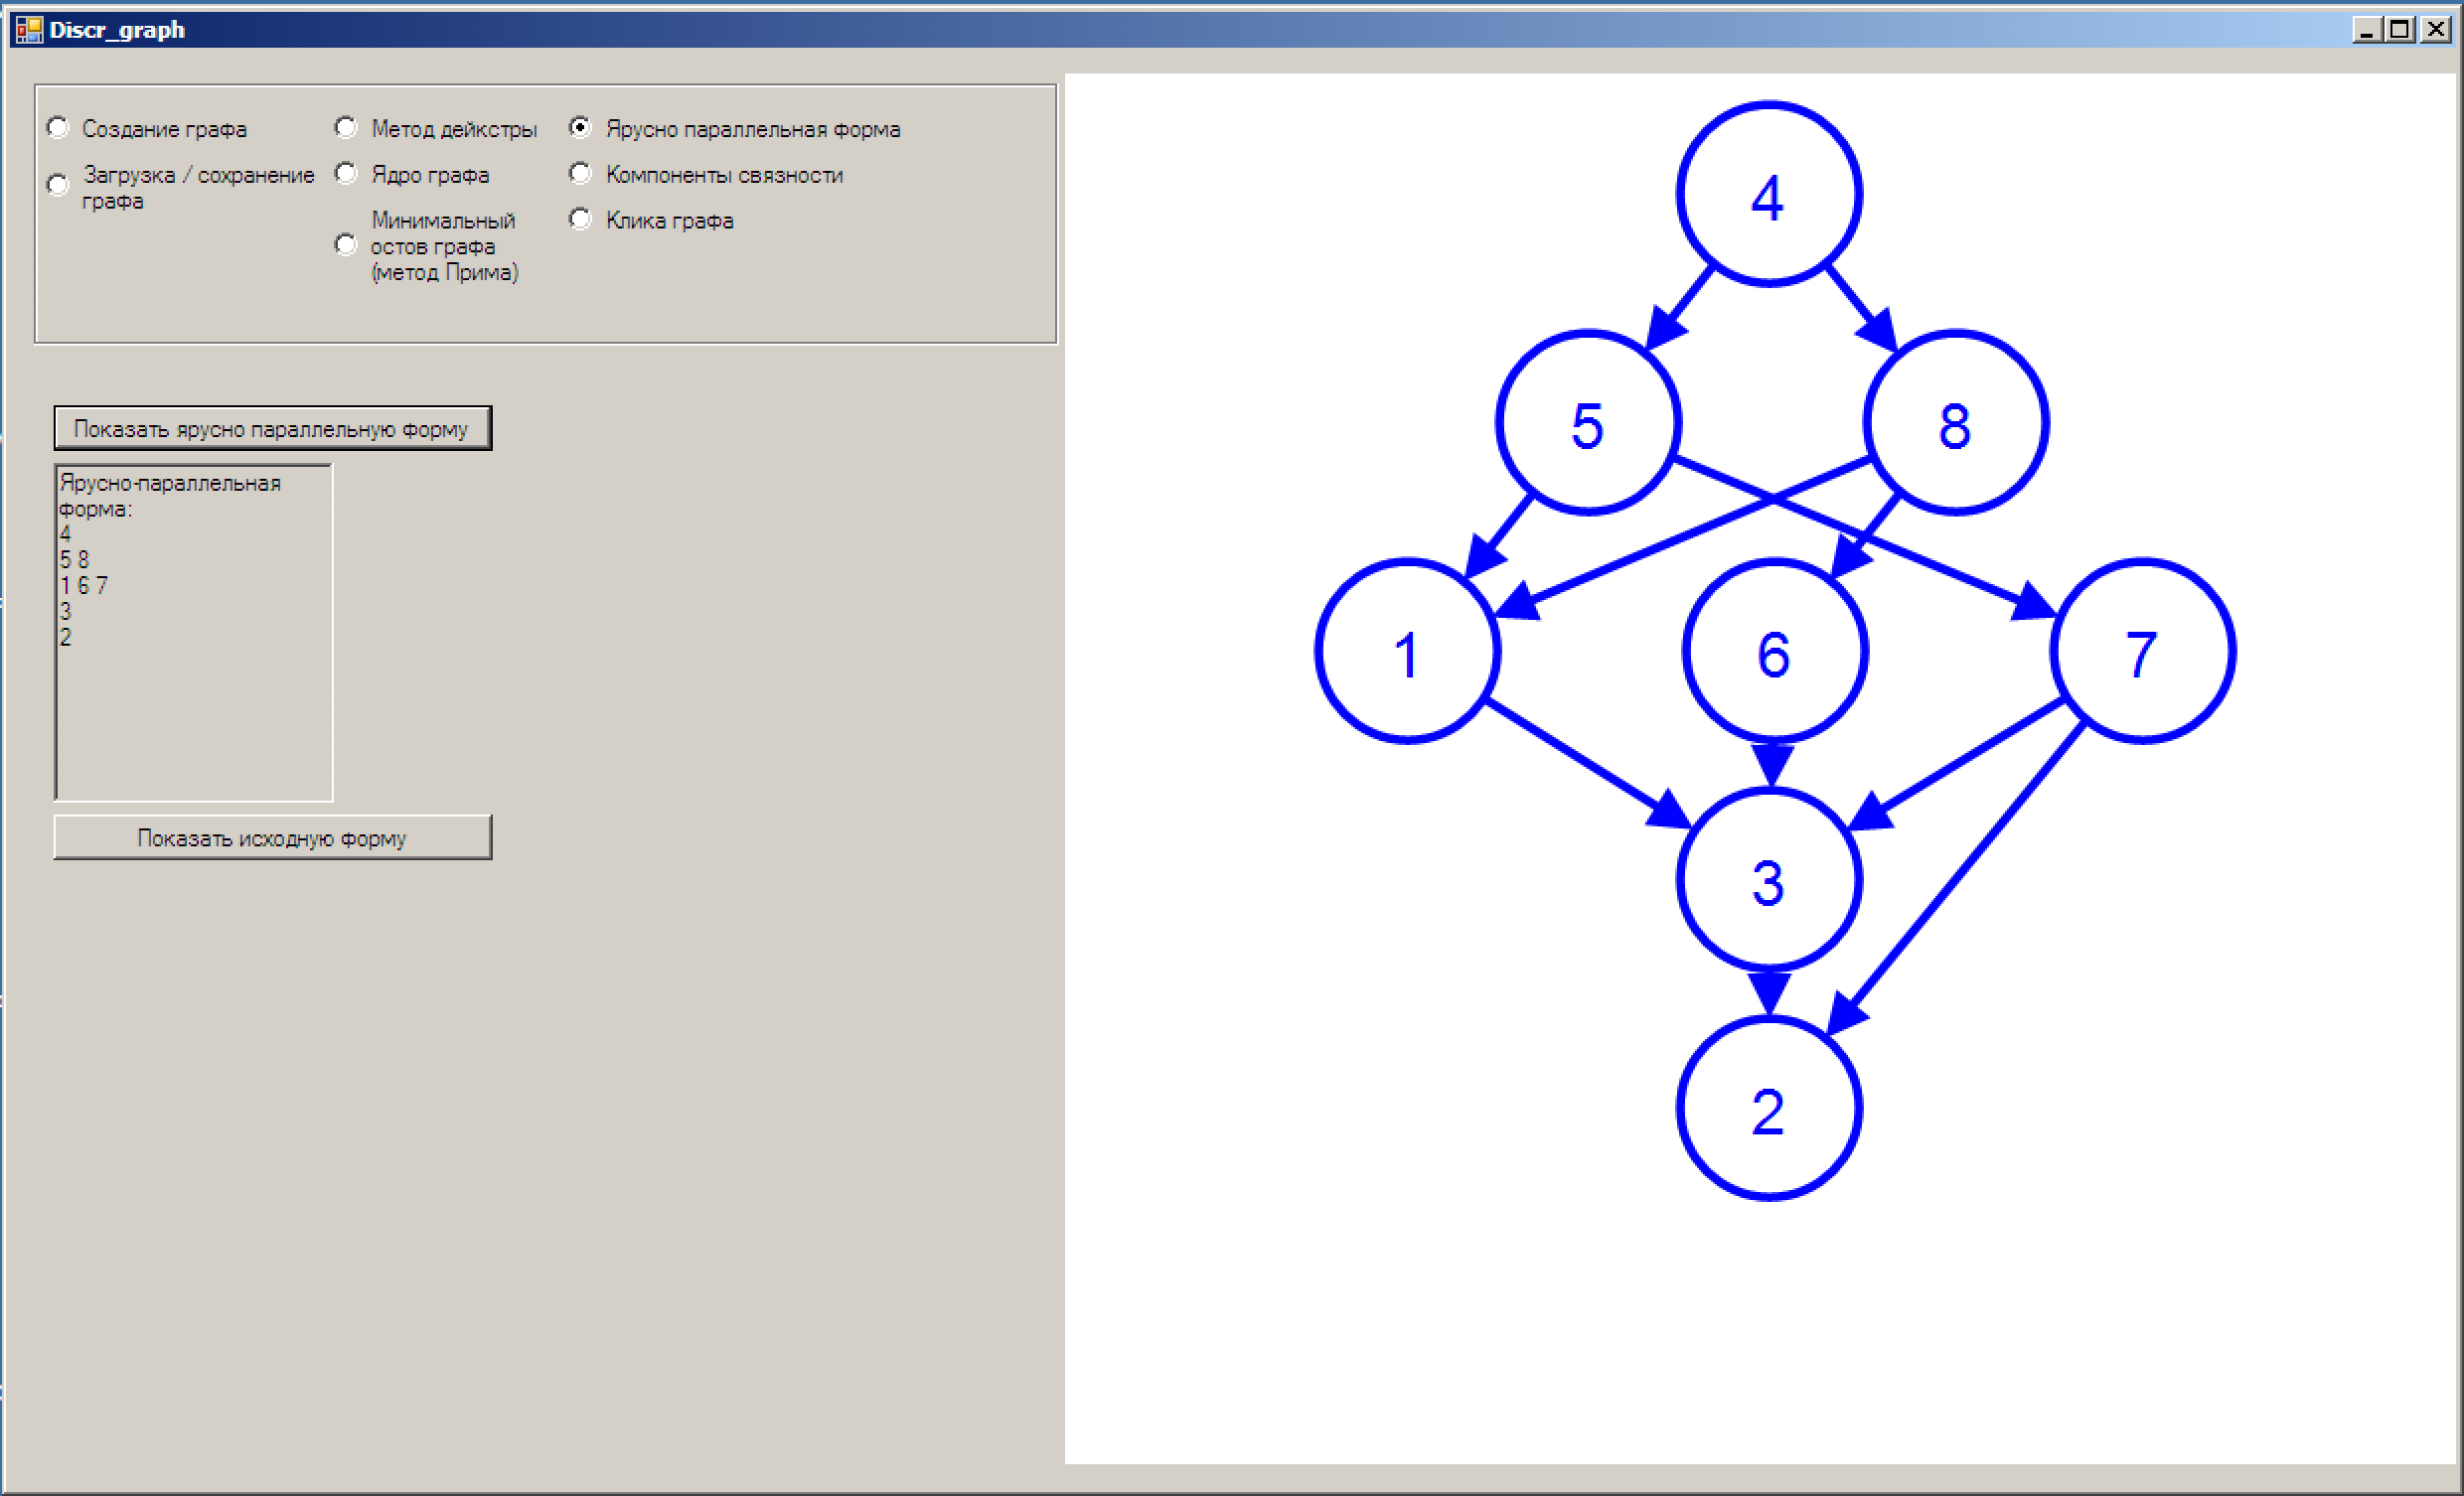 Discr_graph
Создание графа
Загрузка / сохранение
графа
Метод дейкстры
Ядро графа
Минимальный
остов графа
(метод Прима)
Ярусно параллельная форма
Компоненты связности
Клика графа
Показать ярусно параллельную форму
Ярусно-параллельная
форма:
4
5 8
1 6 7
3
2
Показать исходную форму
4
5 8
1 6 7
3
2